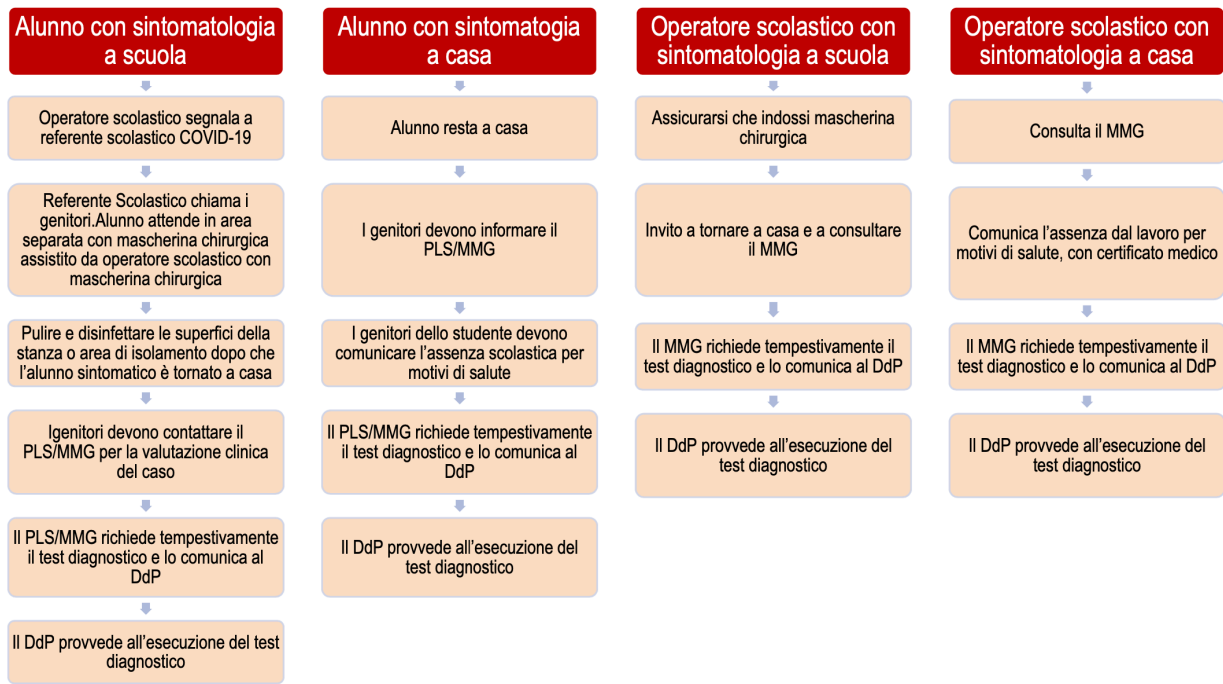 Alunno con sintomatologia
a scuola
Operatore scolastico segnala a
referente scolastico COVID-19
Referente Scolastico chiama i
genitori.Alunno attende in area
separata con mascherina chirurgica
assistito da operatore scolastico con
mascherina chirurgica
Pulire e disinfettare le superfici della
stanza o area di isolamento dopo che
l’alunno sintomatico è tornato a casa
Igenitori devono contattare il
PLS/MMG per la valutazione clinica
del caso
Il PLS/MMG richiede tempestivamente
il test diagnostico e lo comunica al
DdP
Il DdP provvede all’esecuzione del test
diagnostico
Alunno con sintomatogia
a casa
Alunno resta a casa
I genitori devono informare il
PLS/MMG
I genitori dello studente devono
comunicare l’assenza scolastica per
motivi di salute
Il PLS/MMG richiede tempestivamente
il test diagnostico e lo comunica al
DdP
Il DdP provvede all’esecuzione del
test diagnostico
Operatore scolastico con
sintomatologia a scuola
Assicurarsi che indossi mascherina
chirurgica
Invito a tornare a casa e a consultare
il MMG
Il MMG richiede tempestivamente il
test diagnostico e lo comunica al DdP
Il DdP provvede all’esecuzione del
test diagnostico
Operatore scolastico con
sintomatologia a casa
Consulta il MMG
Comunica l’assenza dal lavoro per
motivi di salute, con certificato medico
Il MMG richiede tempestivamente il
test diagnostico e lo comunica al DdP
Il DdP provvede all’esecuzione del
test diagnostico